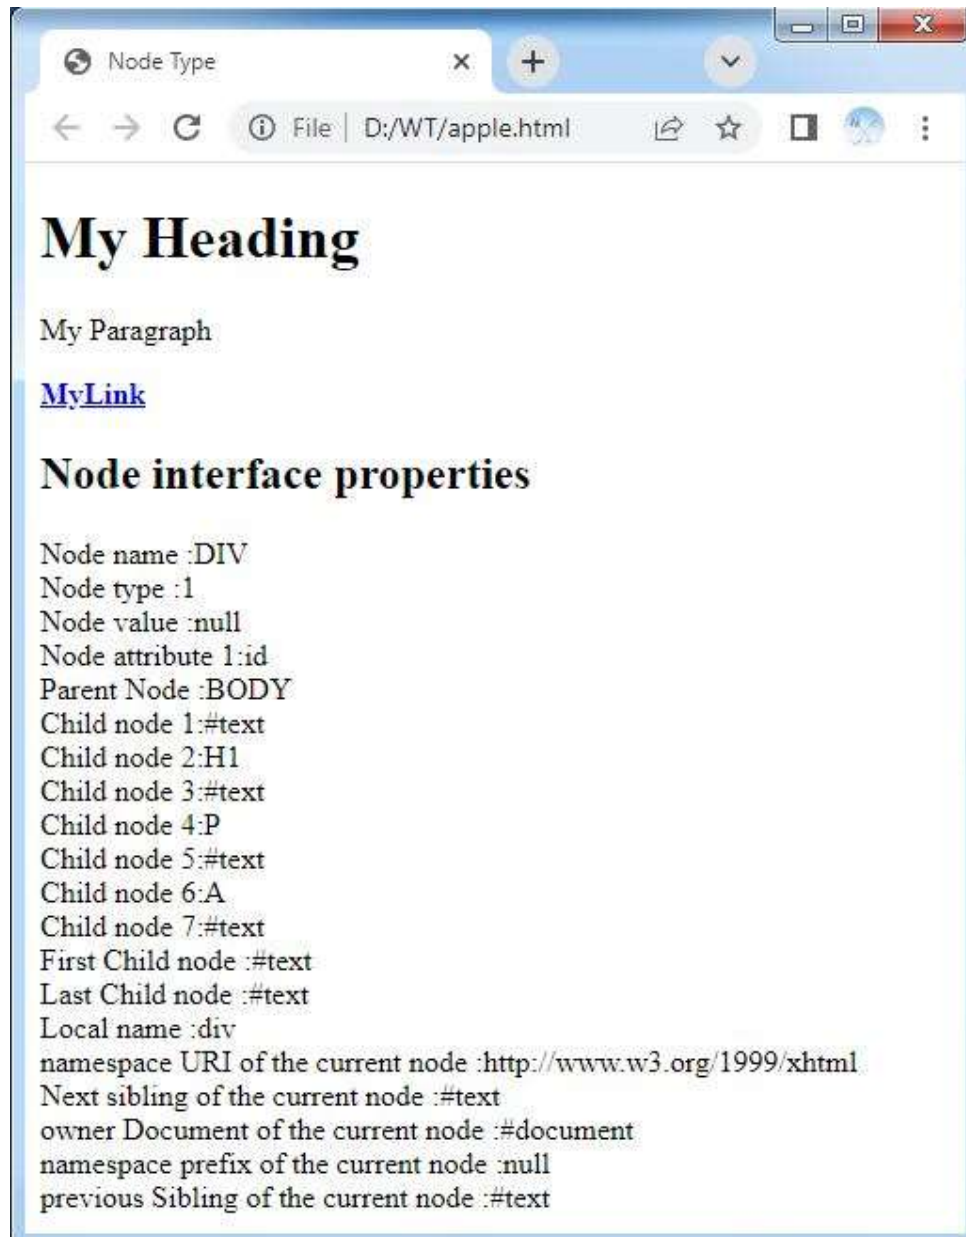 Node Type
File | D:/WT/apple.html
My Heading
My Paragraph
MyLink
Node interface properties
Node name :DIV
Node type :1
Node value :null
Node attribute 1:id
Parent Node :BODY
Child node 1:#text
Child node 2:H1
Child node 3:#text
Child node 4:P
Child node 5:#text
Child node 6:A
Child node 7:#text
First Child node :#text
Last Child node :#text
Local name :div
namespace URI of the current node :http://www.w3.org/1999/xhtml
Next sibling of the current node :#text
owner Document of the current node :#document
namespace prefix of the current node :null
previous Sibling of the current node :#text